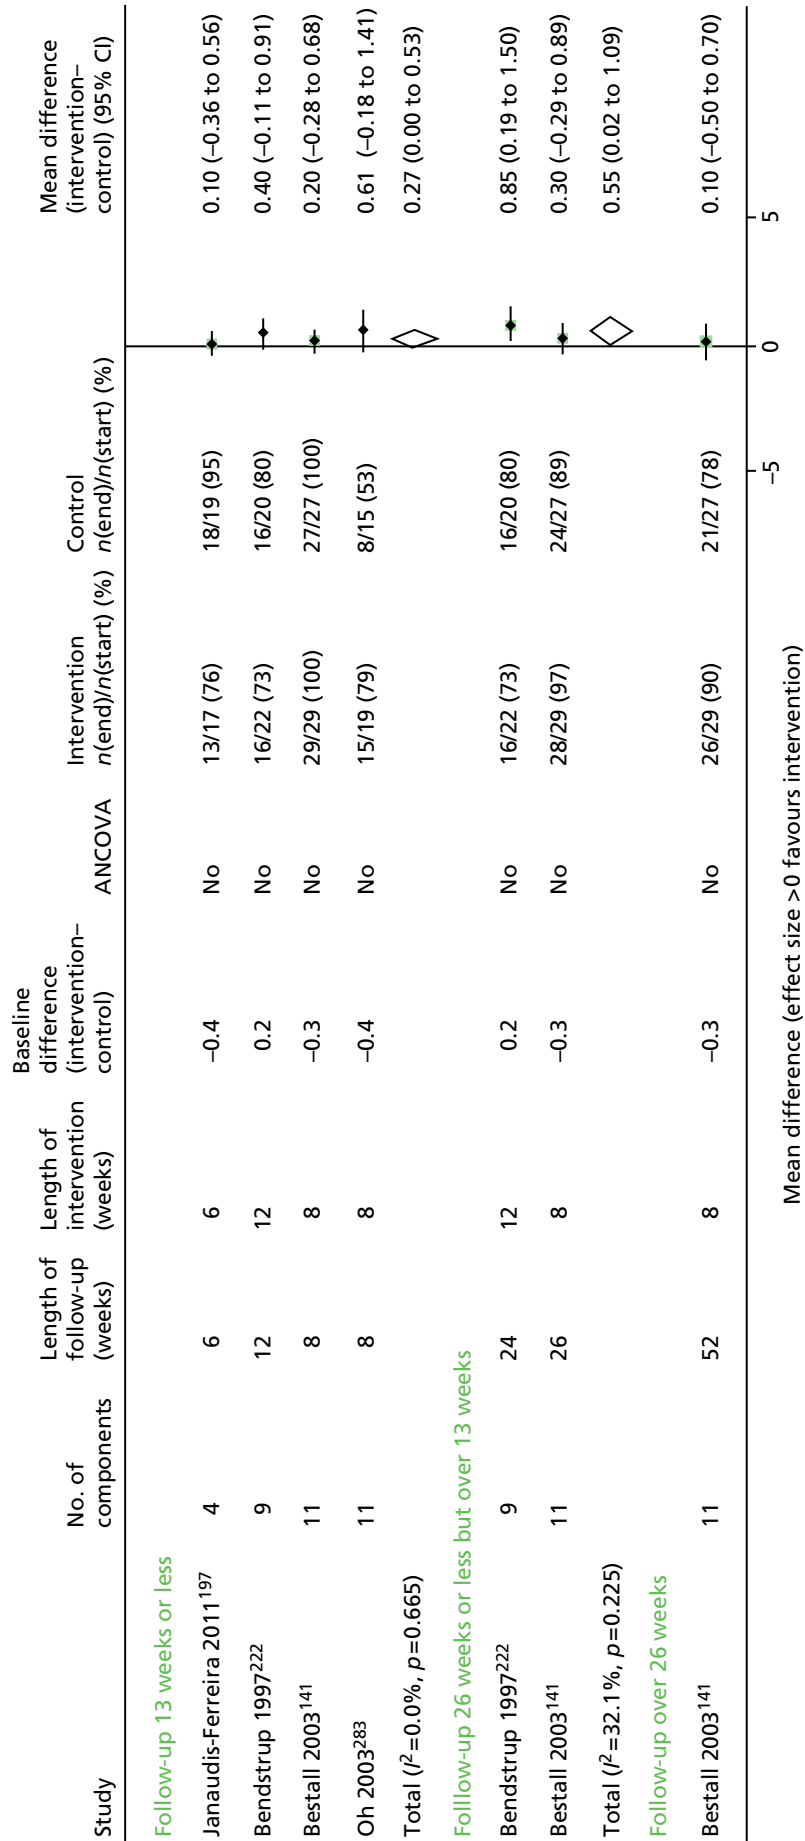 Study No. of components Length of follow-up (weeks) Length of intervention (weeks) Baseline difference (intervention–control) ANCOVA Intervention n(end)/n(start) (%) Control n(end)/n(start) (%) Mean difference (intervention–control) (95% CI)
Follow-up 13 weeks or less
Janaudis-Ferreira 2011197 4 6 6 –0.4 No 13/17 (76) 18/19 (95) 0.10 (–0.36 to 0.56)
Bendstrup 1997222 9 12 12 0.2 No 16/22 (73) 16/20 (80) 0.40 (–0.11 to 0.91)
Bestall 2003141 11 8 8 –0.3 No 29/29 (100) 27/27 (100) 0.20 (–0.28 to 0.68)
Oh 2003283 11 8 8 –0.4 No 15/19 (79) 8/15 (53) 0.61 (–0.18 to 1.41)
Total (I2=0.0%, p=0.665) 0.27 (0.00 to 0.53)
Folllow-up 26 weeks or less but over 13 weeks
Bendstrup 1997222 9 24 12 0.2 No 16/22 (73) 16/20 (80) 0.85 (0.19 to 1.50)
Bestall 2003141 11 26 8 –0.3 No 28/29 (97) 24/27 (89) 0.30 (–0.29 to 0.89)
Total (I2=32.1%, p=0.225) 0.55 (0.02 to 1.09)
Follow-up over 26 weeks
Bestall 2003141 11 52 8 –0.3 No 26/29 (90) 21/27 (78) 0.10 (–0.50 to 0.70)
–5 0 5
Mean difference (effect size >0 favours intervention)